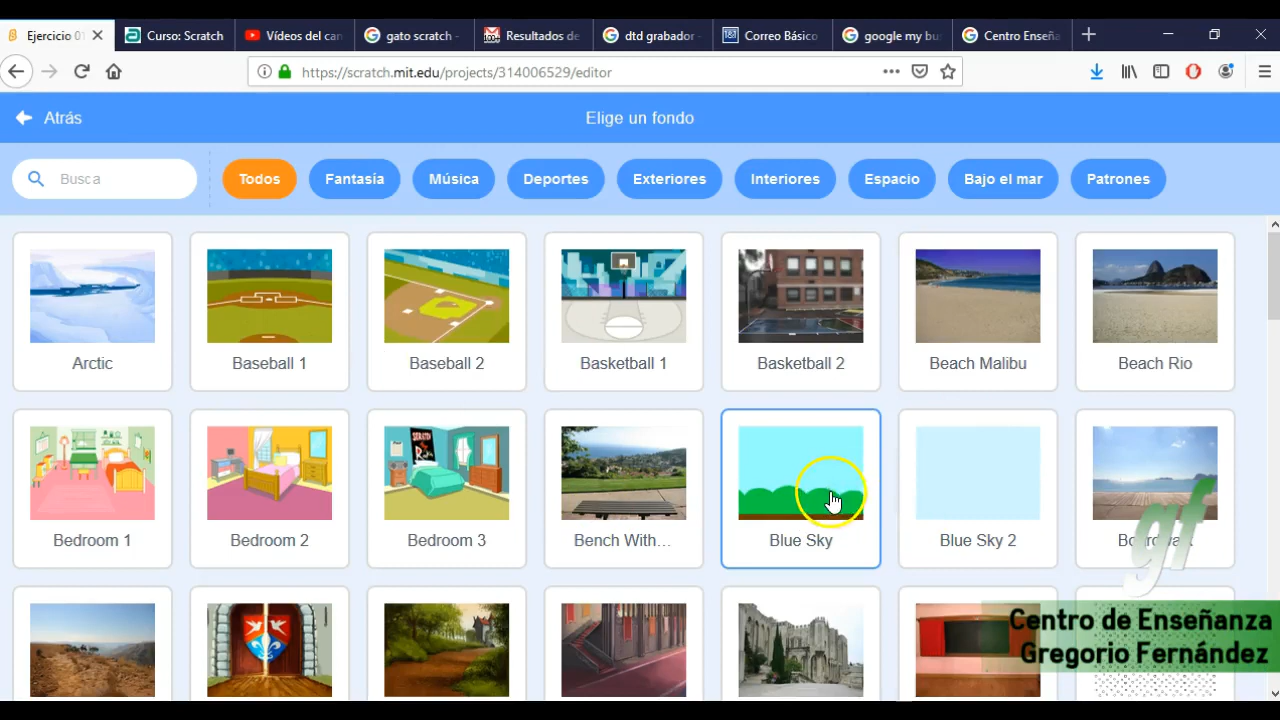 Ejercicio 01
Curso: Scratch
Vídeos del can
gato scratch -
Resultados de
dtd grabador -
Correo Básico
google my bu
Centro Enseña
https://scratch.mit.edu/projects/314006529/editor
Atrás
Elige un fondo
Busca
Todos
Fantasía
Música
Deportes
Exteriores
Interiores
Espacio
Bajo el mar
Patrones
Arctic
Baseball 1
Baseball 2
Basketball 1
Basketball 2
Beach Malibu
Beach Rio
Bedroom 1
Bedroom 2
Bedroom 3
Bench With...
Blue Sky
Blue Sky 2
gf
Centro de Enseñanza
Gregorio Fernández